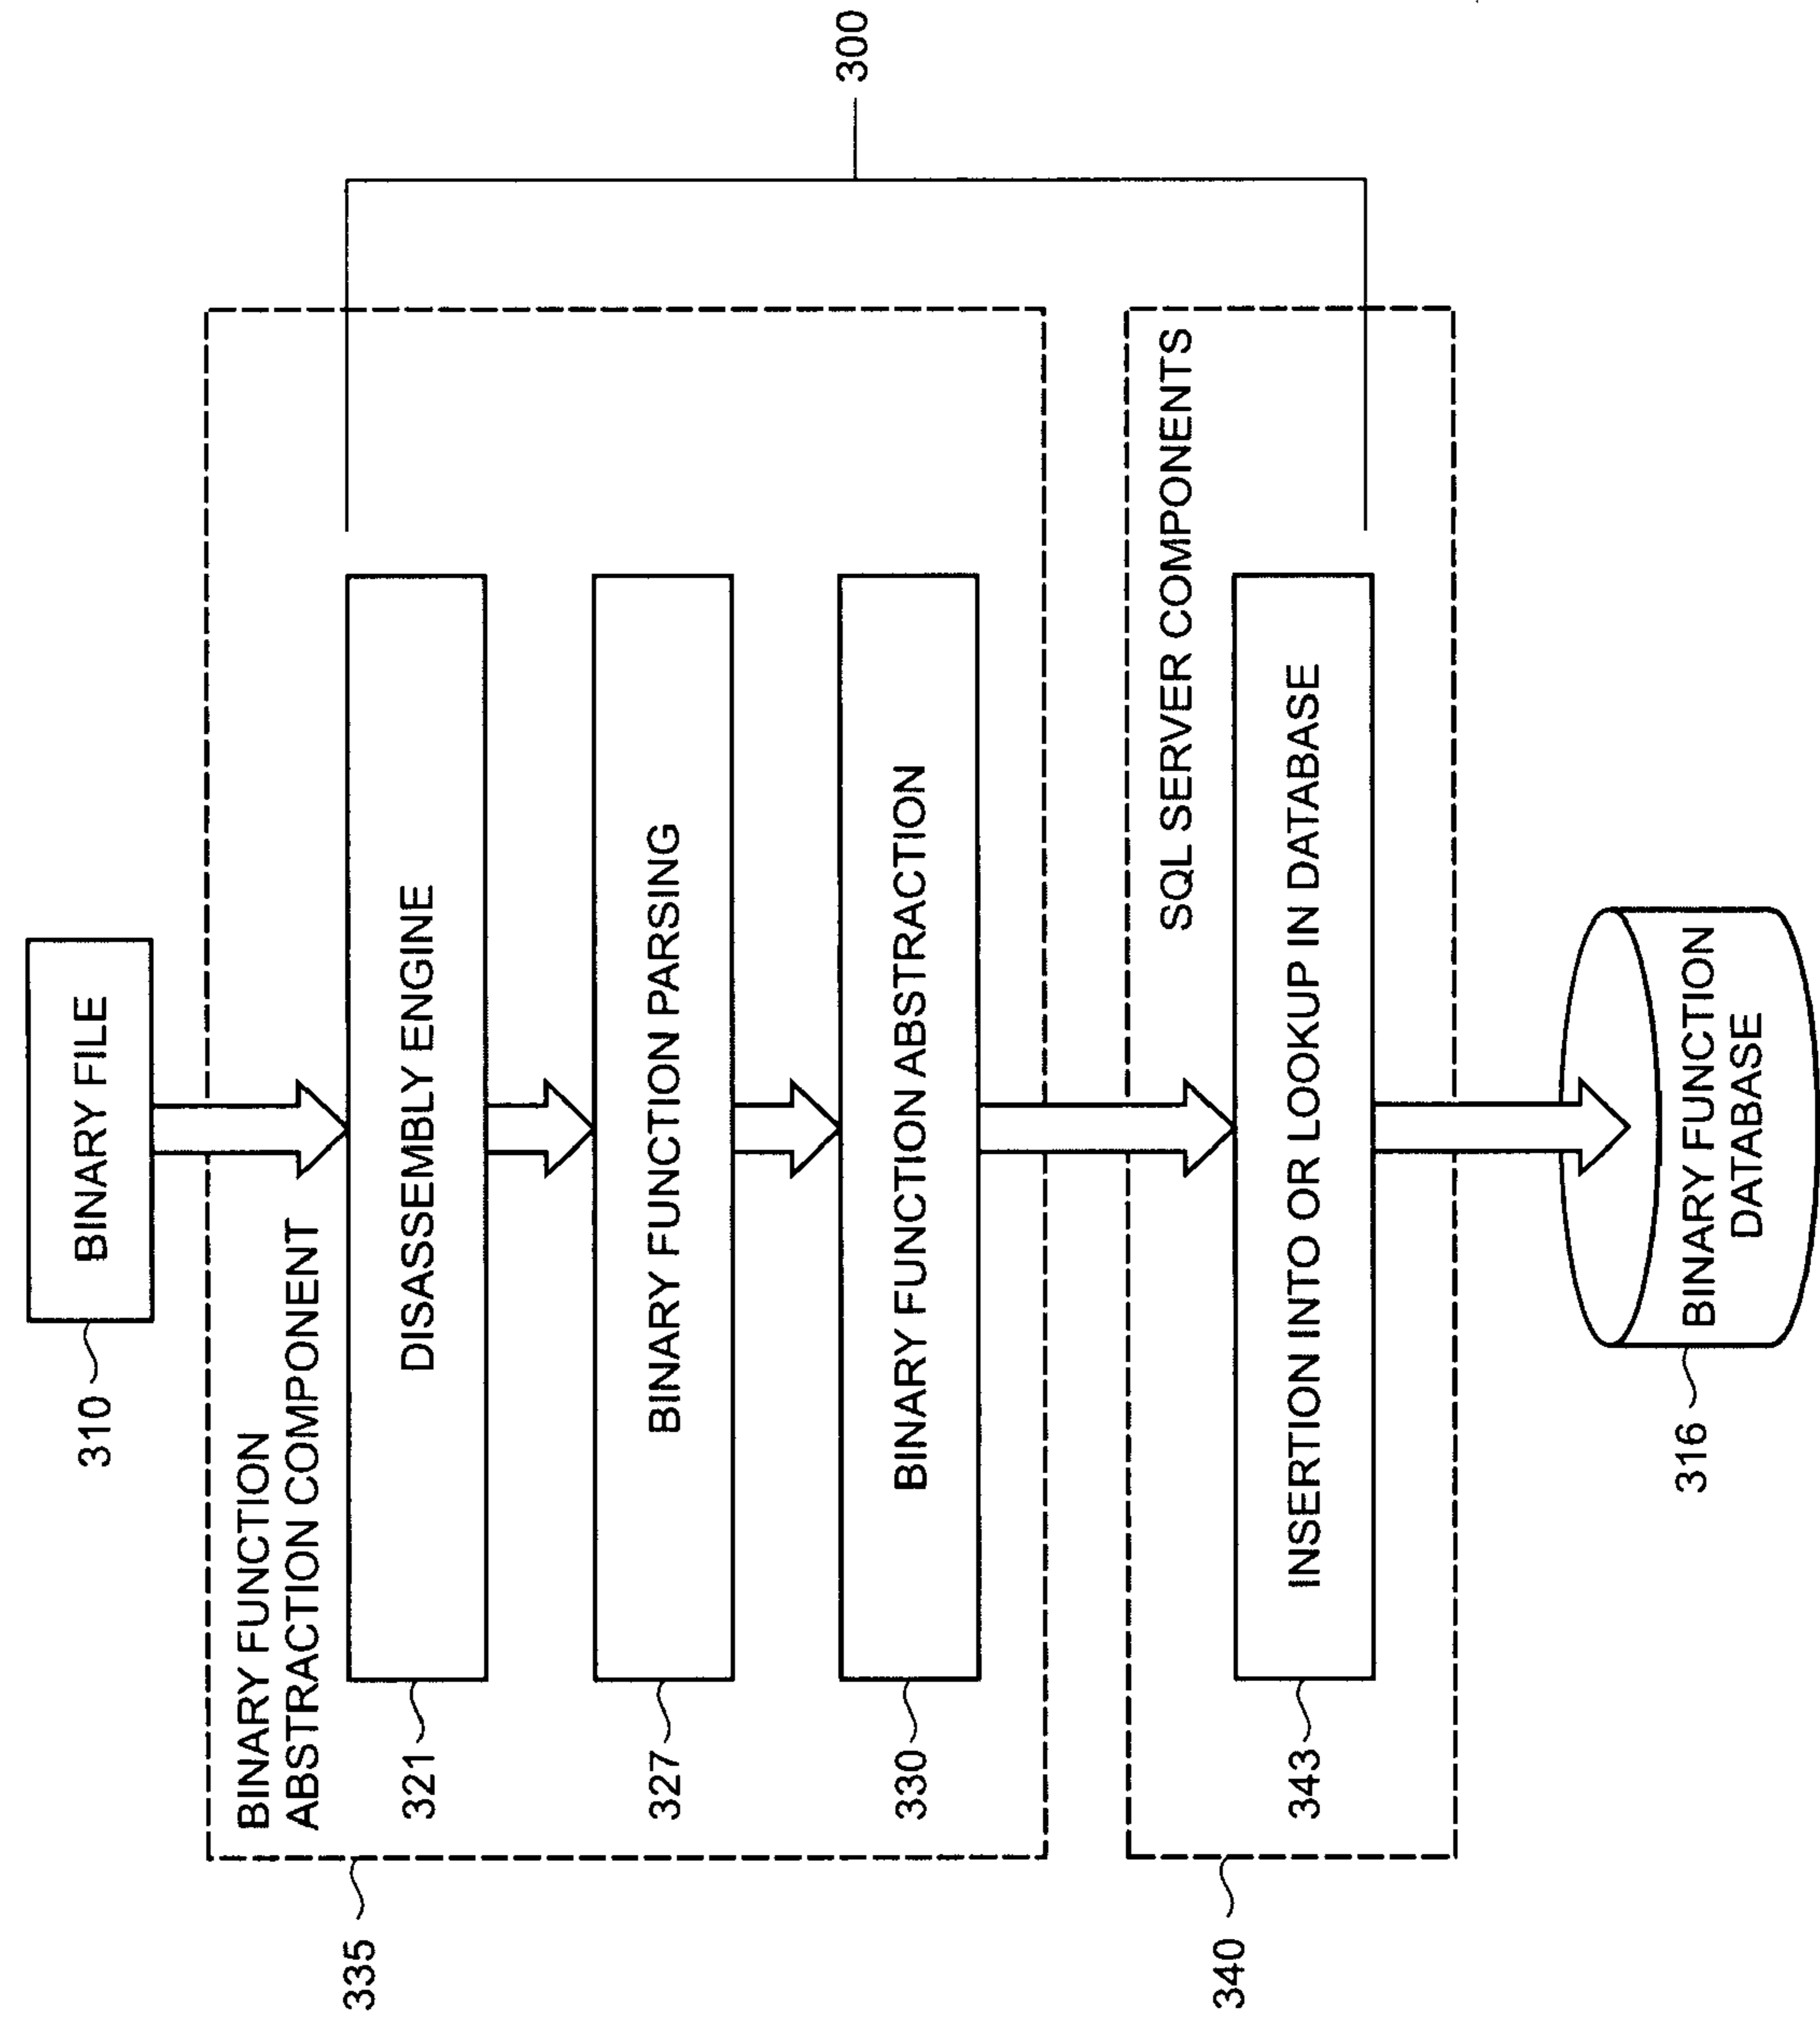 310
BINARY FILE
335
BINARY FUNCTION
ABSTRACTION COMPONENT
321
DISASSEMBLY ENGINE
327
BINARY FUNCTION PARSING
330
BINARY FUNCTION ABSTRACTION
300
340
SQL SERVER COMPONENTS
343
INSERTION INTO OR LOOKUP IN DATABASE
316
BINARY FUNCTION
DATABASE